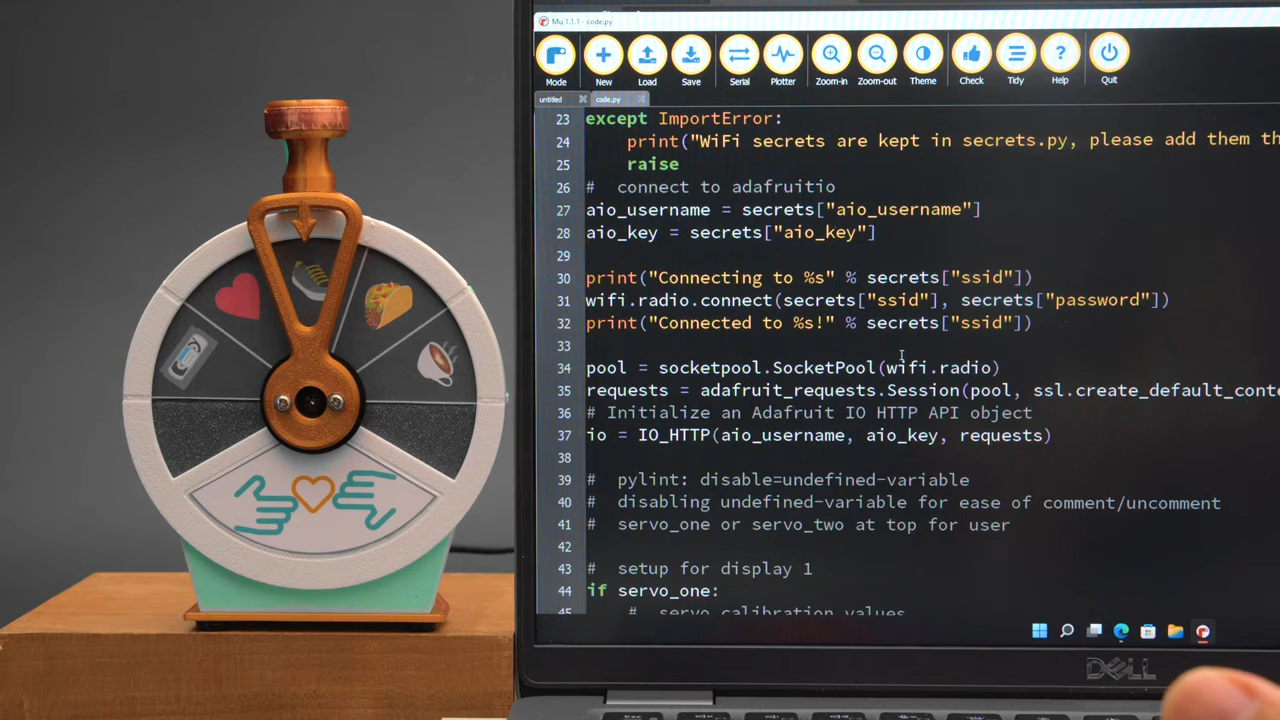 Mu 1.1.1 - code.py
Mode New Load Save Serial Plotter Zoom-in Zoom-out Theme Check Tidy Help Quit
untitled code.py
23 except ImportError:
24 print("WiFi secrets are kept in secrets.py, please add them th
25 raise
26 # connect to adafruitio
27 aio_username = secrets["aio_username"]
28 aio_key = secrets["aio_key"]
29
30 print("Connecting to %s" % secrets["ssid"])
31 wifi.radio.connect(secrets["ssid"], secrets["password"])
32 print("Connected to %s!" % secrets["ssid"])
33
34 pool = socketpool.SocketPool(wifi.radio)
35 requests = adafruit_requests.Session(pool, ssl.create_default_conte
36 # Initialize an Adafruit IO HTTP API object
37 io = IO_HTTP(aio_username, aio_key, requests)
38
39 # pylint: disable=undefined-variable
40 # disabling undefined-variable for ease of comment/uncomment
41 # servo_one or servo_two at top for user
42
43 # setup for display 1
44 if servo_one:
45 # servo calibration values
DELL